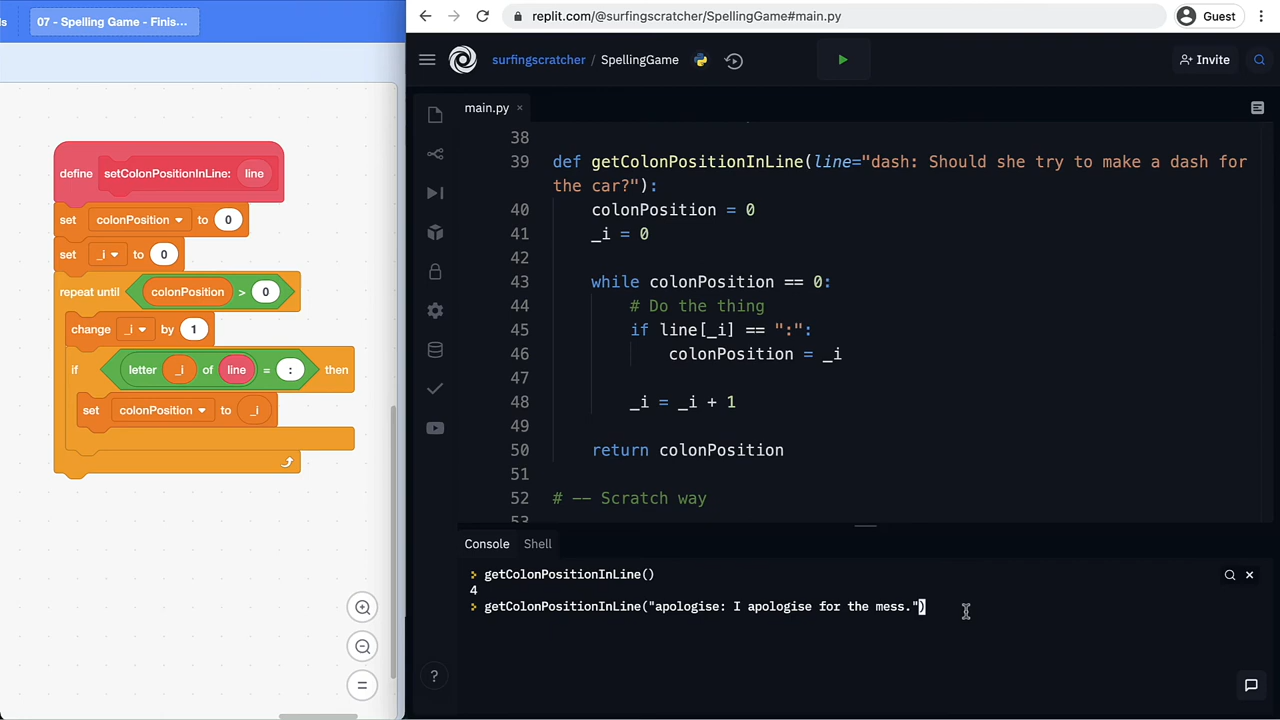 s
07 - Spelling Game - Finis...
replit.com/@surfingscratcher/SpellingGame#main.py
Guest
surfingscratcher / SpellingGame
Invite
main.py
define setColonPositionInLine: line
set colonPosition to 0
set _i to 0
repeat until colonPosition > 0
change _i by 1
if letter _i of line = : then
set colonPosition to _i
38
39 def getColonPositionInLine(line="dash: Should she try to make a dash for
the car?"):
40 colonPosition = 0
41 _i = 0
42
43 while colonPosition == 0:
44 # Do the thing
45 if line[_i] == ":":
46 colonPosition = _i
47
48 _i = _i + 1
49
50 return colonPosition
51
52 # -- Scratch way
53
Console Shell
> getColonPositionInLine()
4
> getColonPositionInLine("apologise: I apologise for the mess.")
?